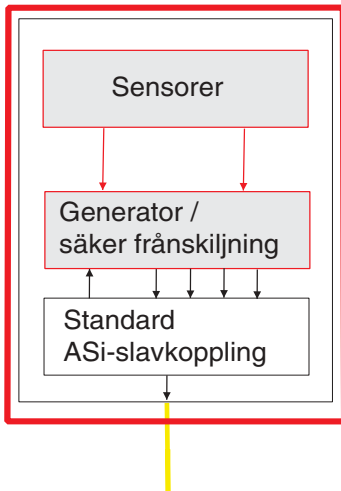 Sensorer
Generator /
säker frånskiljning
Standard
ASi-slavkoppling